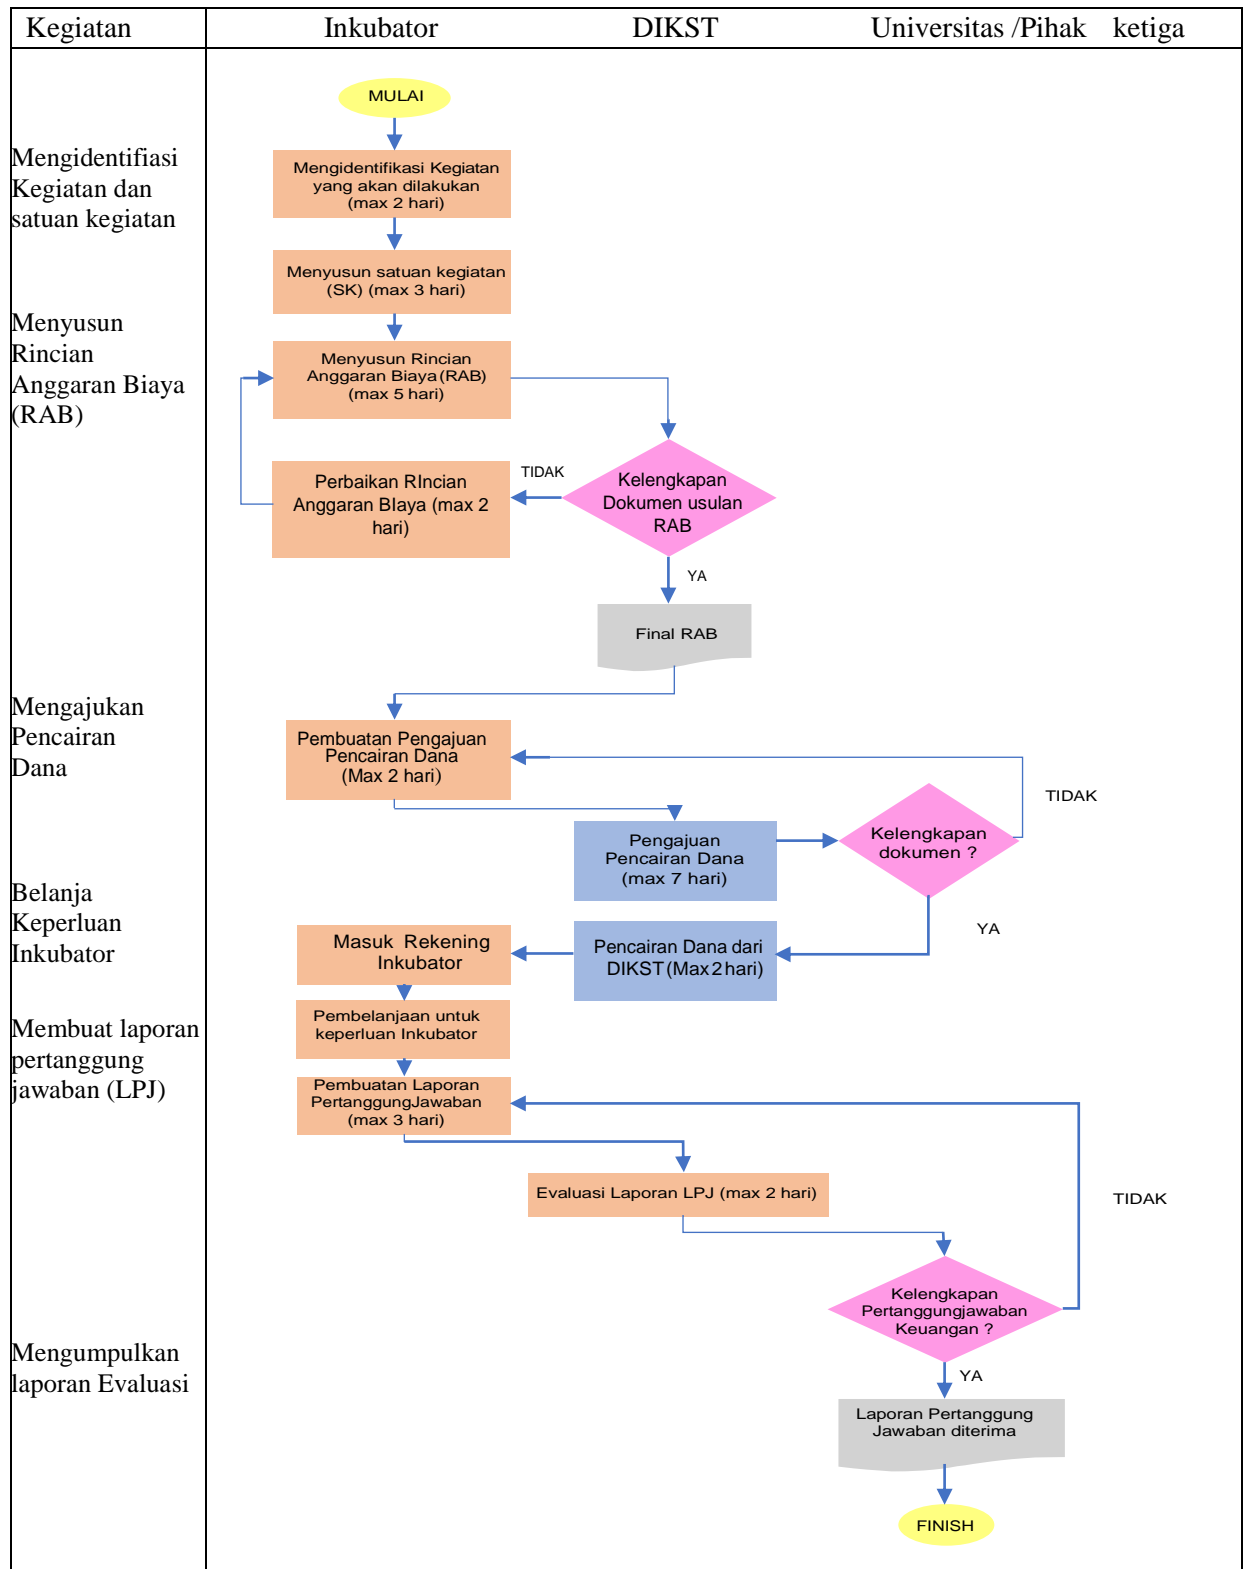 Kegiatan Inkubator DIKST Universitas /Pihak ketiga
MULAI
Mengidentifiasi
Kegiatan dan
satuan kegiatan
Mengidentifikasi Kegiatan
yang akan dilakukan
(max 2 hari)
Menyusun satuan kegiatan
(SK) (max 3 hari)
Menyusun
Rincian
Anggaran Biaya
(RAB)
Menyusun Rincian
Anggaran Biaya (RAB)
(max 5 hari)
Perbaikan RIncian
Anggaran BIaya (max 2
hari)
TIDAK
Kelengkapan
Dokumen usulan
RAB
YA
Final RAB
Mengajukan
Pencairan
Dana
Pembuatan Pengajuan
Pencairan Dana
(Max 2 hari)
TIDAK
Pengajuan
Pencairan Dana
(max 7 hari)
Kelengkapan
dokumen ?
YA
Belanja
Keperluan
Inkubator
Masuk Rekening
Inkubator
Pencairan Dana dari
DIKST (Max 2 hari)
Pembelanjaan untuk
keperluan Inkubator
Membuat laporan
pertanggung
jawaban (LPJ)
Pembuatan Laporan
PertanggungJawaban
(max 3 hari)
Evaluasi Laporan LPJ (max 2 hari)
TIDAK
Kelengkapan
Pertanggungjawaban
Keuangan ?
YA
Mengumpulkan
laporan Evaluasi
Laporan Pertanggung
Jawaban diterima
FINISH